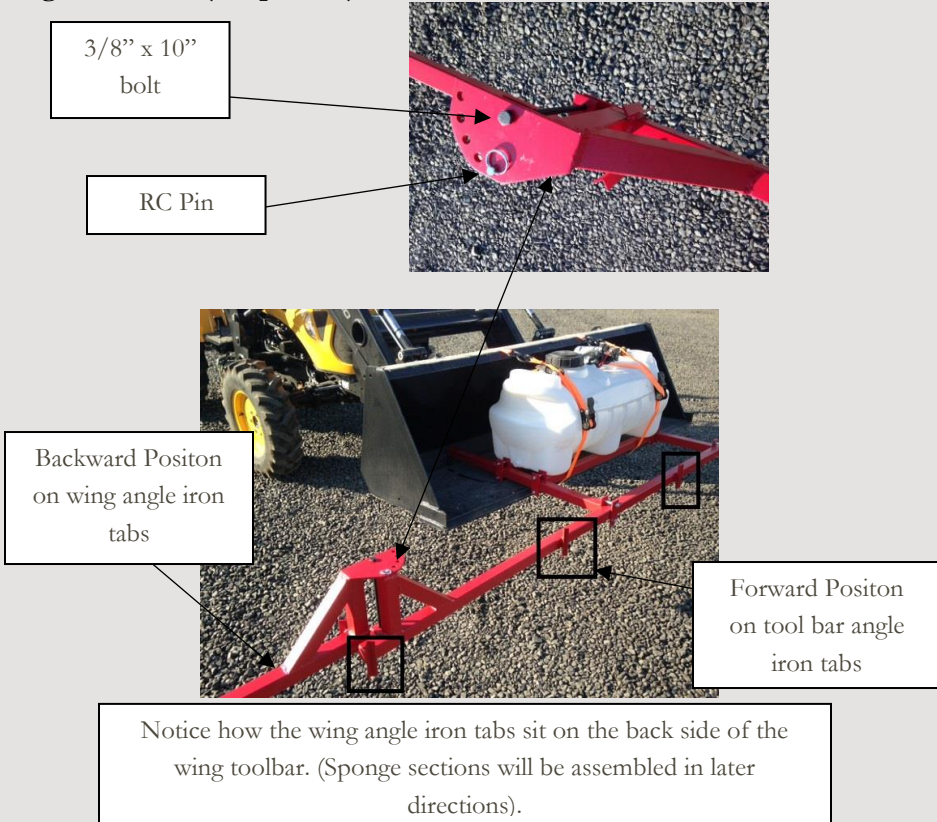 3/8” x 10”
bolt
RC Pin
Backward Positon
on wing angle iron
tabs
Forward Positon
on tool bar angle
iron tabs
Notice how the wing angle iron tabs sit on the back side of the
wing toolbar. (Sponge sections will be assembled in later
directions).